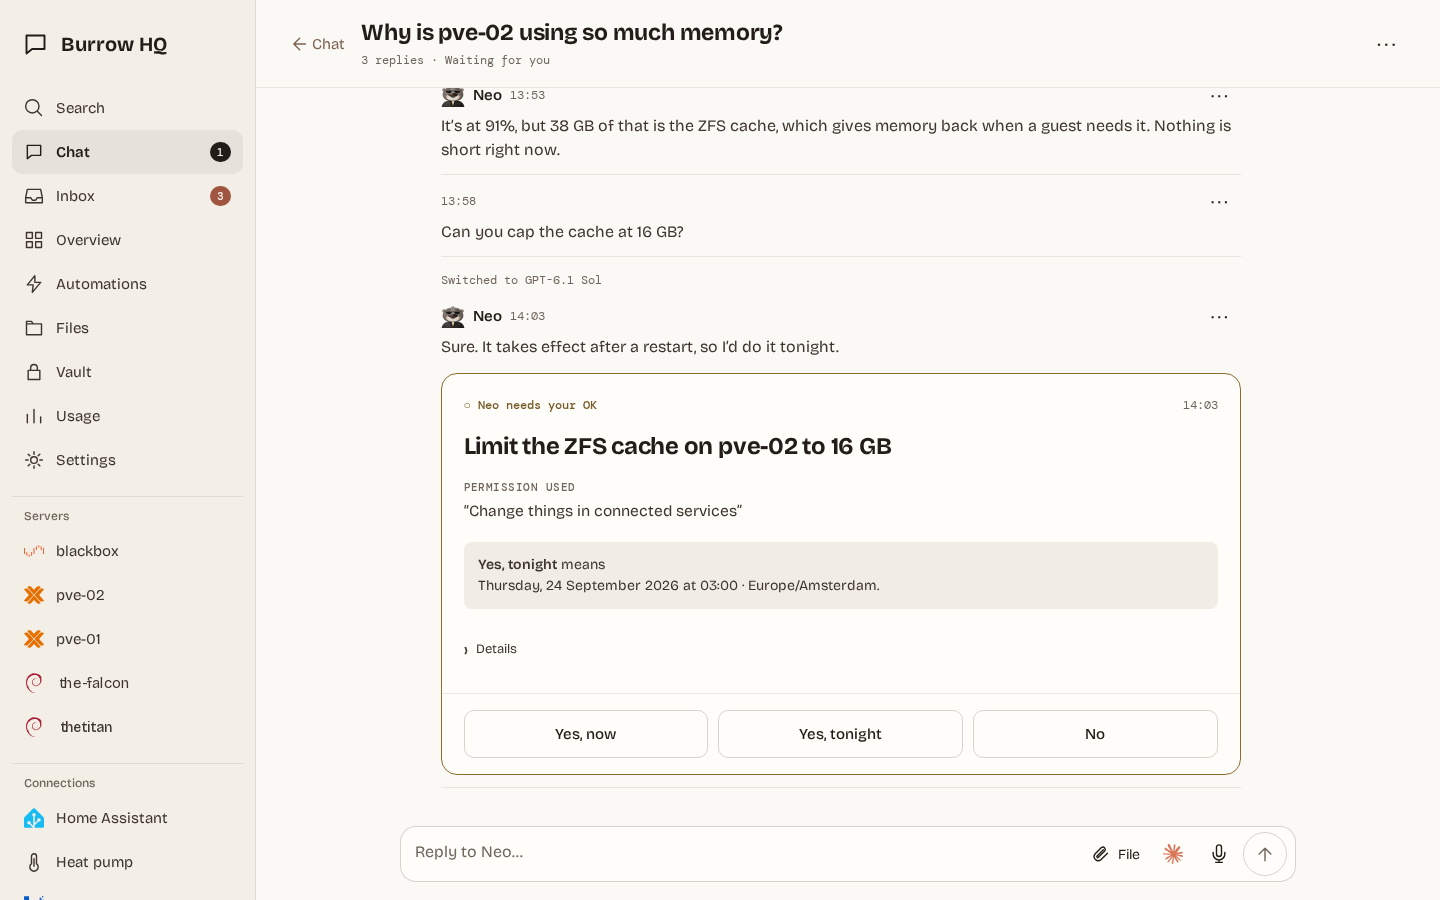 Burrow HQ
Search
Chat 1
Inbox 3
Overview
Automations
Files
Vault
Usage
Settings
Servers
blackbox
pve-02
pve-01
the-falcon
thetitan
Connections
Home Assistant
Heat pump
← Chat
Why is pve-02 using so much memory?
3 replies · Waiting for you
Neo 13:53
It’s at 91%, but 38 GB of that is the ZFS cache, which gives memory back when a guest needs it. Nothing is
short right now.
13:58
Can you cap the cache at 16 GB?
Switched to GPT-6.1 Sol
Neo 14:03
Sure. It takes effect after a restart, so I’d do it tonight.
○ Neo needs your OK 14:03
Limit the ZFS cache on pve-02 to 16 GB
PERMISSION USED
“Change things in connected services”
Yes, tonight means
Thursday, 24 September 2026 at 03:00 · Europe/Amsterdam.
Details
Yes, now
Yes, tonight
No
Reply to Neo...
File